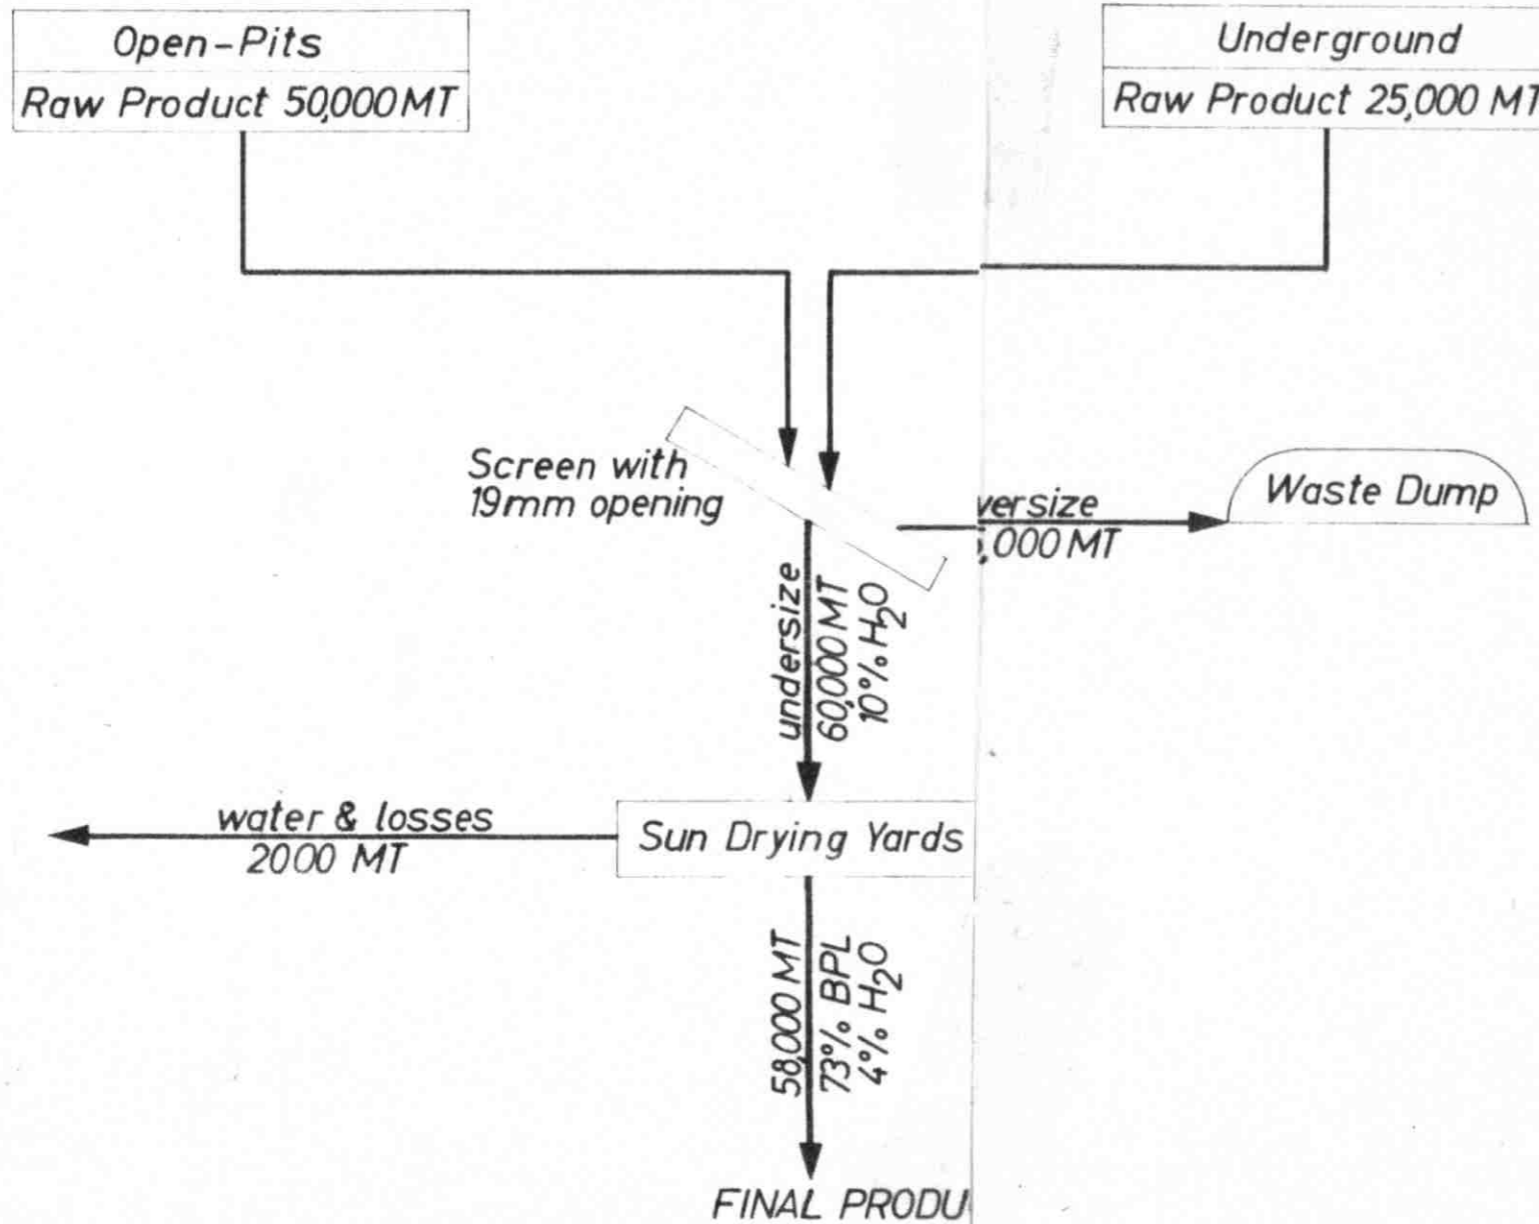 Open-Pits
Raw Product 50,000 MT
Underground
Raw Product 25,000 MT
Screen with
19mm opening
Waste Dump
undersize
60,000 MT
10% H2O
water & losses
2000 MT
Sun Drying Yards
58,000 MT
73% BPL
4% H2O
FINAL